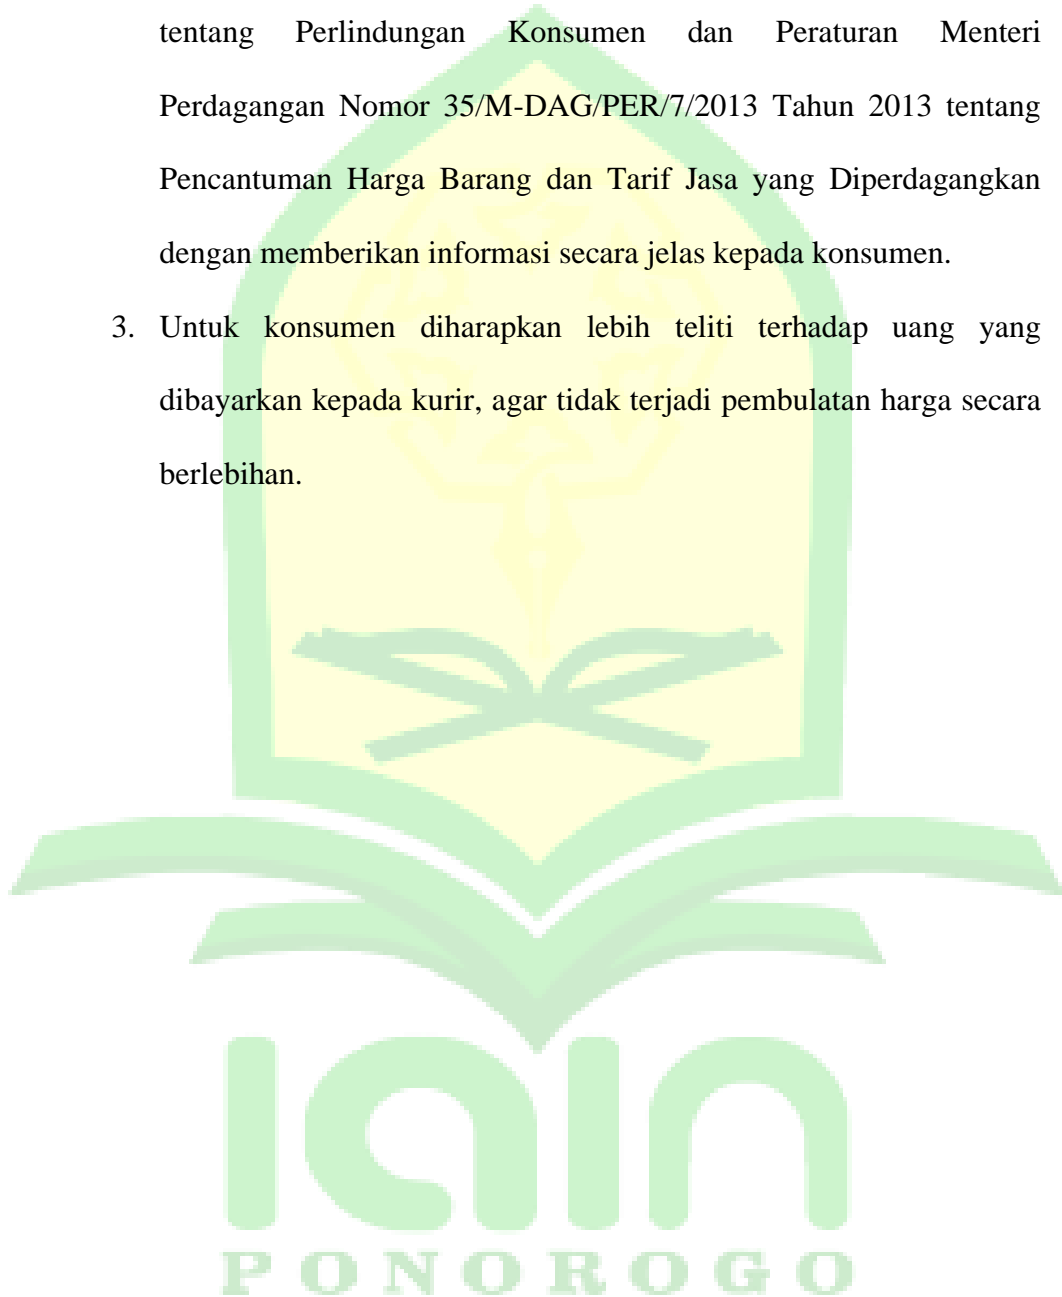 tentang Perlindungan Konsumen dan Peraturan Menteri
Perdagangan Nomor 35/M-DAG/PER/7/2013 Tahun 2013 tentang
Pencantuman Harga Barang dan Tarif Jasa yang Diperdagangkan
dengan memberikan informasi secara jelas kepada konsumen.
3. Untuk konsumen diharapkan lebih teliti terhadap uang yang
dibayarkan kepada kurir, agar tidak terjadi pembulatan harga secara
berlebihan.
iain
PONOROGO